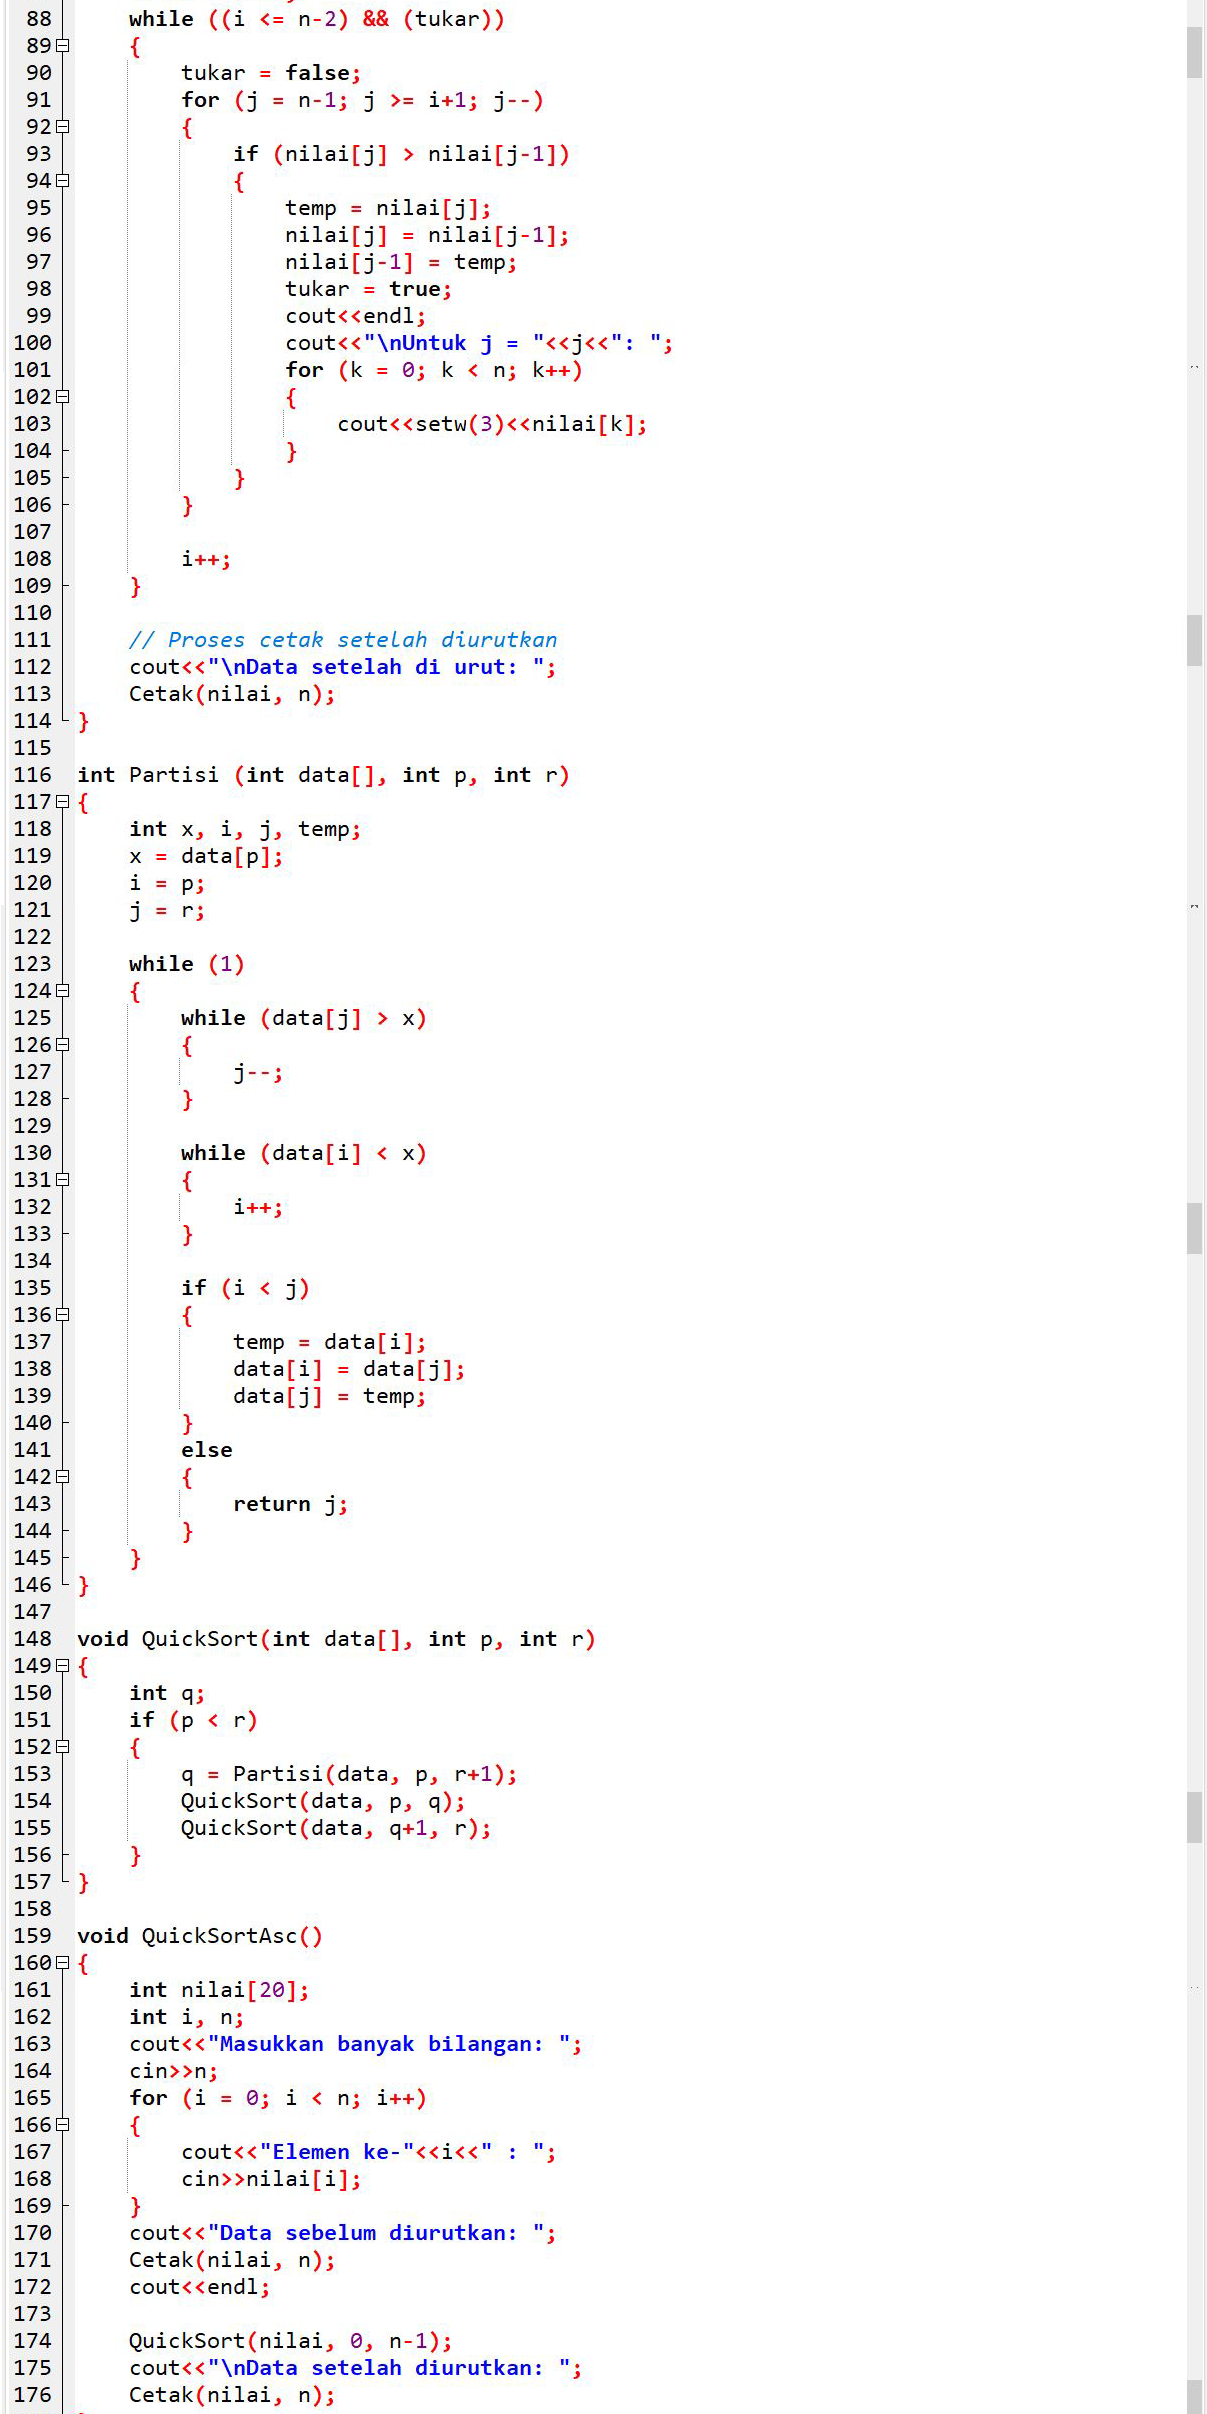 88 while ((i <= n-2) && (tukar))
89 {
90 tukar = false;
91 for (j = n-1; j >= i+1; j--)
92 {
93 if (nilai[j] > nilai[j-1])
94 {
95 temp = nilai[j];
96 nilai[j] = nilai[j-1];
97 nilai[j-1] = temp;
98 tukar = true;
99 cout<<endl;
100 cout<<"\nUntuk j = "<<j<<": ";
101 for (k = 0; k < n; k++)
102 {
103 cout<<setw(3)<<nilai[k];
104 }
105 }
106 }
107
108 i++;
109 }
110
111 // Proses cetak setelah diurutkan
112 cout<<"\nData setelah di urut: ";
113 Cetak(nilai, n);
114 }
115
116 int Partisi (int data[], int p, int r)
117 {
118 int x, i, j, temp;
119 x = data[p];
120 i = p;
121 j = r;
122
123 while (1)
124 {
125 while (data[j] > x)
126 {
127 j--;
128 }
129
130 while (data[i] < x)
131 {
132 i++;
133 }
134
135 if (i < j)
136 {
137 temp = data[i];
138 data[i] = data[j];
139 data[j] = temp;
140 }
141 else
142 {
143 return j;
144 }
145 }
146 }
147
148 void QuickSort(int data[], int p, int r)
149 {
150 int q;
151 if (p < r)
152 {
153 q = Partisi(data, p, r+1);
154 QuickSort(data, p, q);
155 QuickSort(data, q+1, r);
156 }
157 }
158
159 void QuickSortAsc()
160 {
161 int nilai[20];
162 int i, n;
163 cout<<"Masukkan banyak bilangan: ";
164 cin>>n;
165 for (i = 0; i < n; i++)
166 {
167 cout<<"Elemen ke-"<<i<<" : ";
168 cin>>nilai[i];
169 }
170 cout<<"Data sebelum diurutkan: ";
171 Cetak(nilai, n);
172 cout<<endl;
173
174 QuickSort(nilai, 0, n-1);
175 cout<<"\nData setelah diurutkan: ";
176 Cetak(nilai, n);